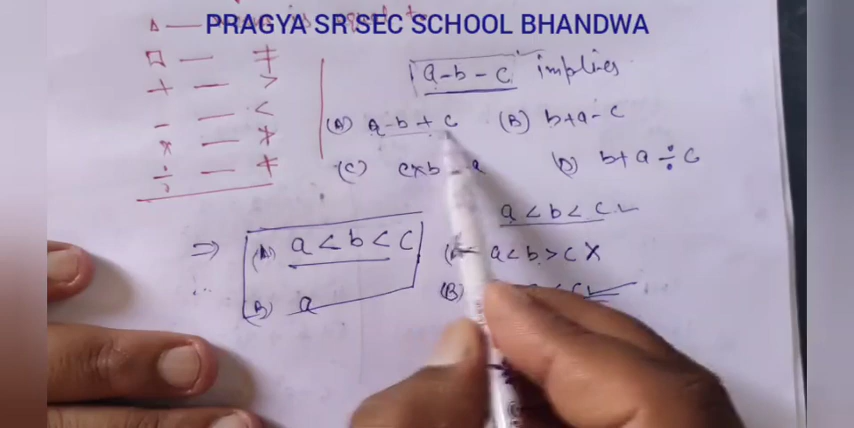 PRAGYA SR SEC SCHOOL BHANDWA
Δ —
□ — ≠
+ — >
- — <
× — ≯
÷ — ≮
a - b - c implies
(A) a - b + c (B) b + a - c
(C) c × b - a (D) b + a ÷ c
a < b < c ✓
⇒ (A) a < b < c
a < b > c ×
(B) a
(B) < c ✓